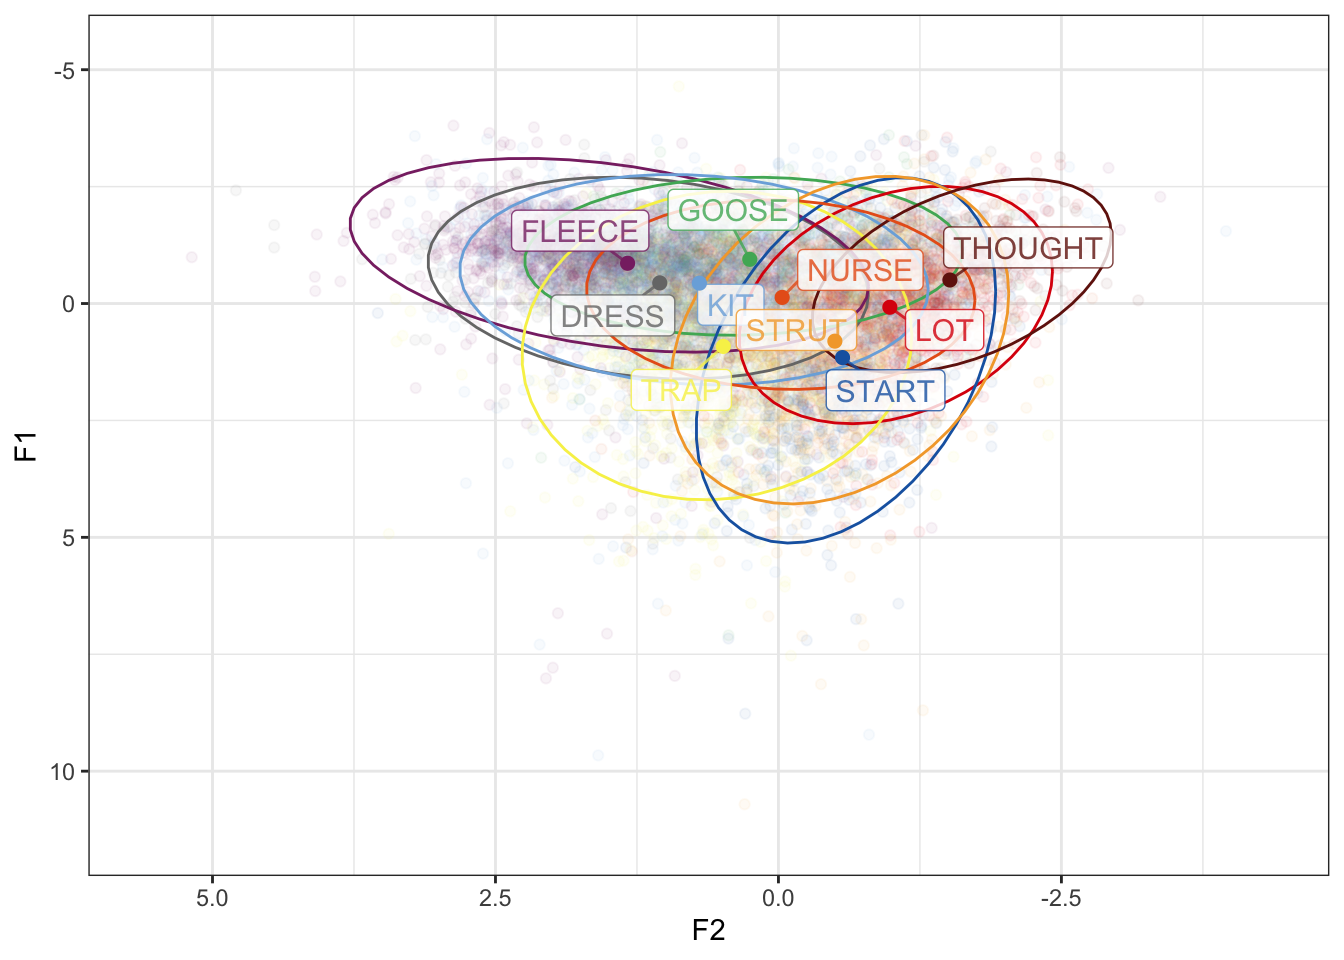 -5
0
5
10
F1
GOOSE
FLEECE
THOUGHT
NURSE
KIT
DRESS
STRUT
LOT
TRAP
START
5.0
2.5
0.0
-2.5
F2